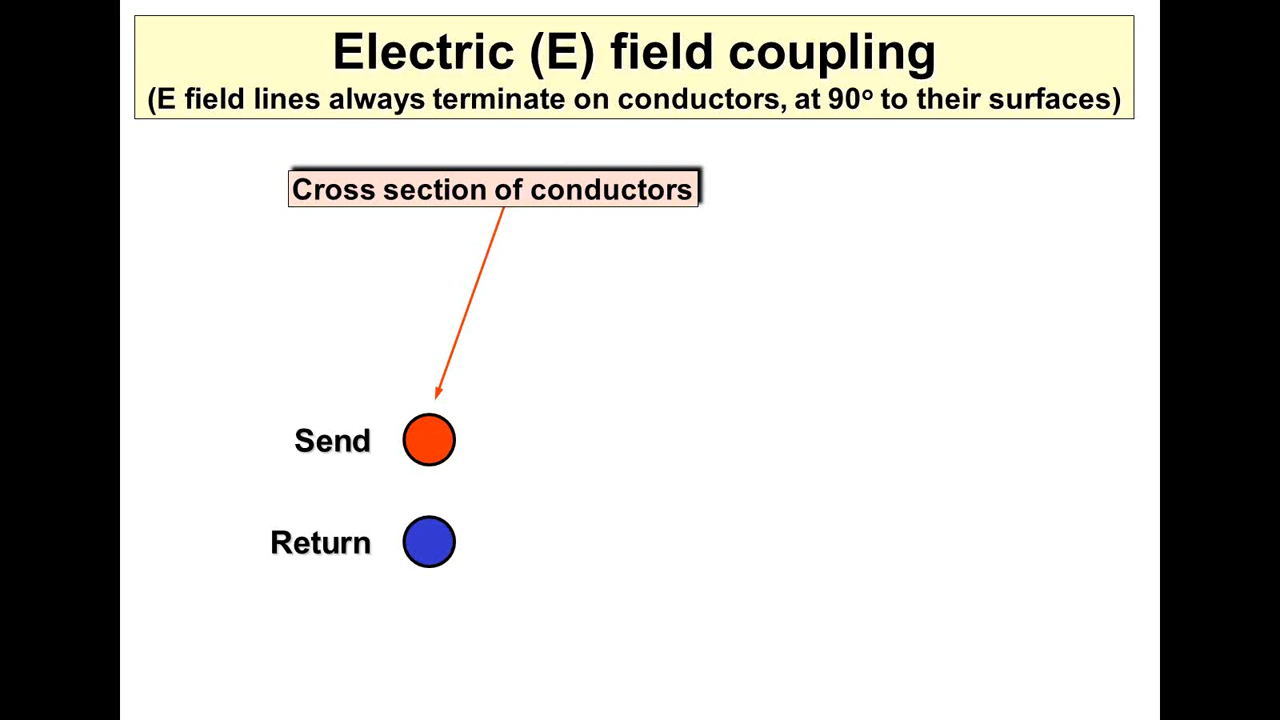 Electric (E) field coupling
(E field lines always terminate on conductors, at 90º to their surfaces)
Cross section of conductors
Send
Return